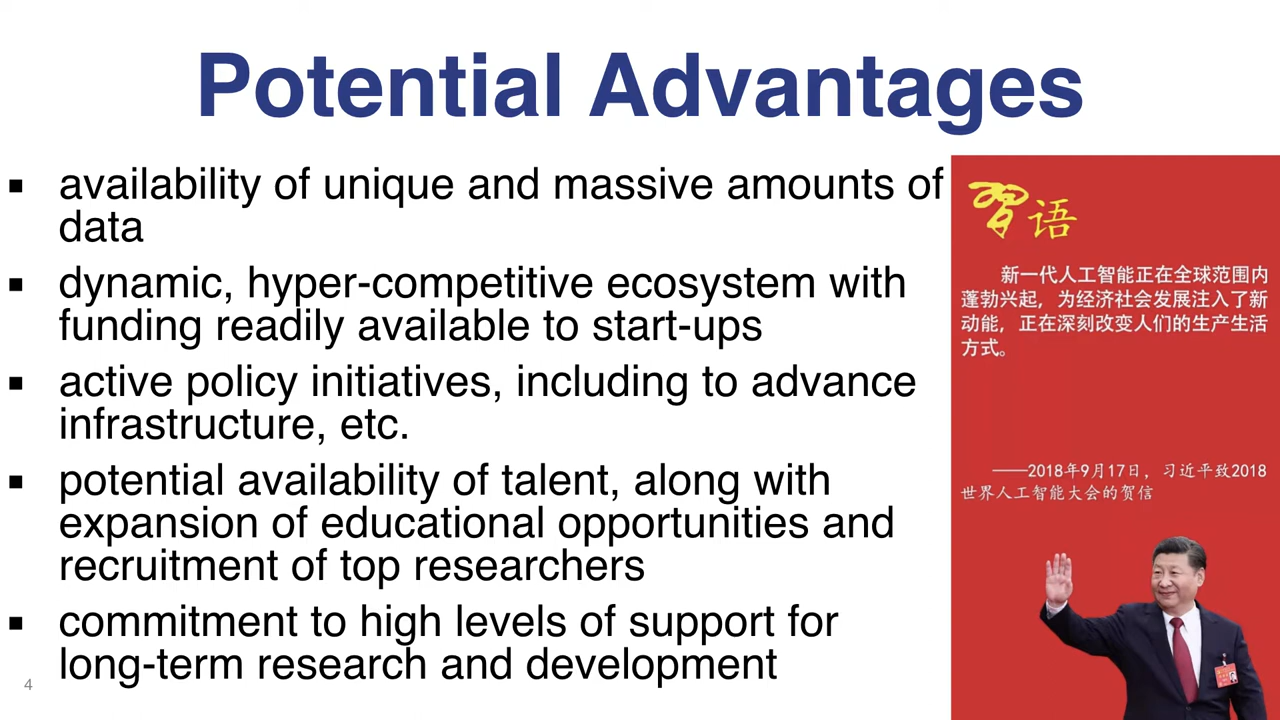 Potential Advantages
▪ availability of unique and massive amounts of
data
▪ dynamic, hyper-competitive ecosystem with
funding readily available to start-ups
▪ active policy initiatives, including to advance
infrastructure, etc.
▪ potential availability of talent, along with
expansion of educational opportunities and
recruitment of top researchers
▪ commitment to high levels of support for
long-term research and development
4
習语
新一代人工智能正在全球范围内
蓬勃兴起，为经济社会发展注入了新
动能，正在深刻改变人们的生产生活
方式。
——2018年9月17日，习近平致2018
世界人工智能大会的贺信